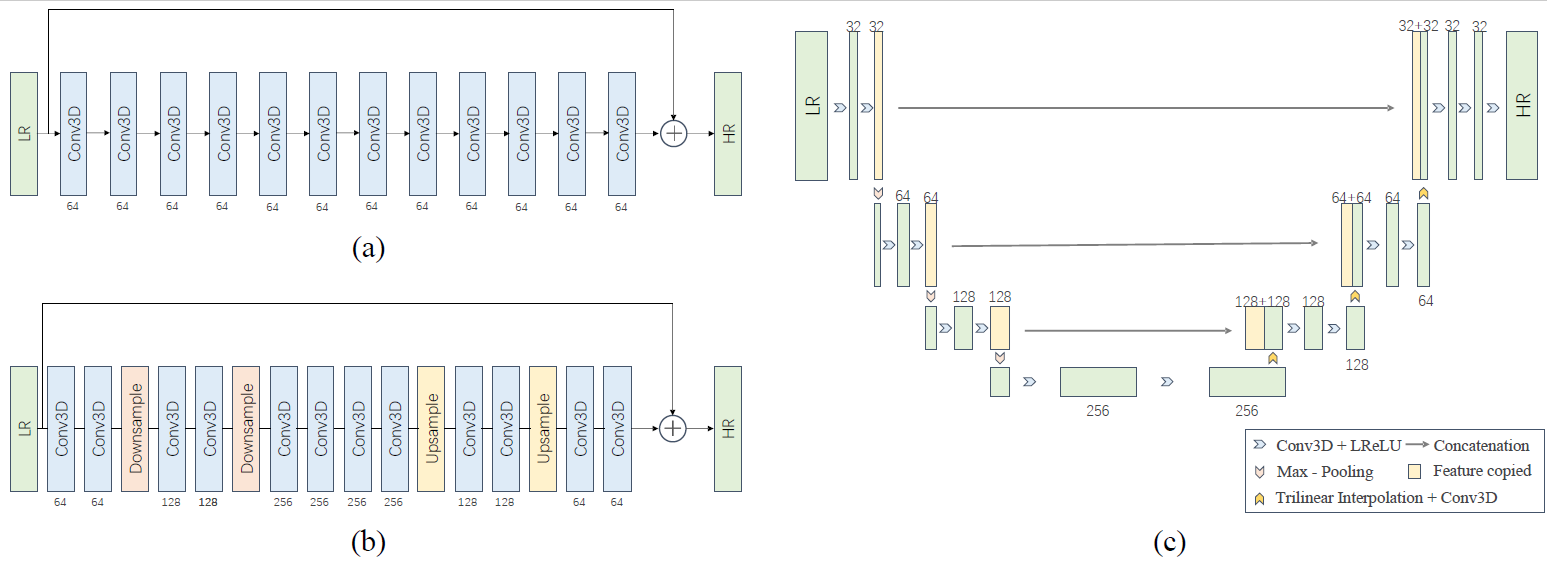 LR Conv3D Conv3D Conv3D Conv3D Conv3D Conv3D Conv3D Conv3D Conv3D Conv3D Conv3D Conv3D + HR
64 64 64 64 64 64 64 64 64 64 64 64
(a)
LR Conv3D Conv3D Downsample Conv3D Conv3D Downsample Conv3D Conv3D Conv3D Conv3D Upsample Conv3D Conv3D Upsample Conv3D Conv3D + HR
64 64 128 128 256 256 256 256 128 128 64 64
(b)
32 32 32+32 32 32
LR HR
64 64 64+64 64
64
128 128 128+128 128
128
256 256
Conv3D + LReLU Concatenation
Max - Pooling Feature copied
Trilinear Interpolation + Conv3D
(c)